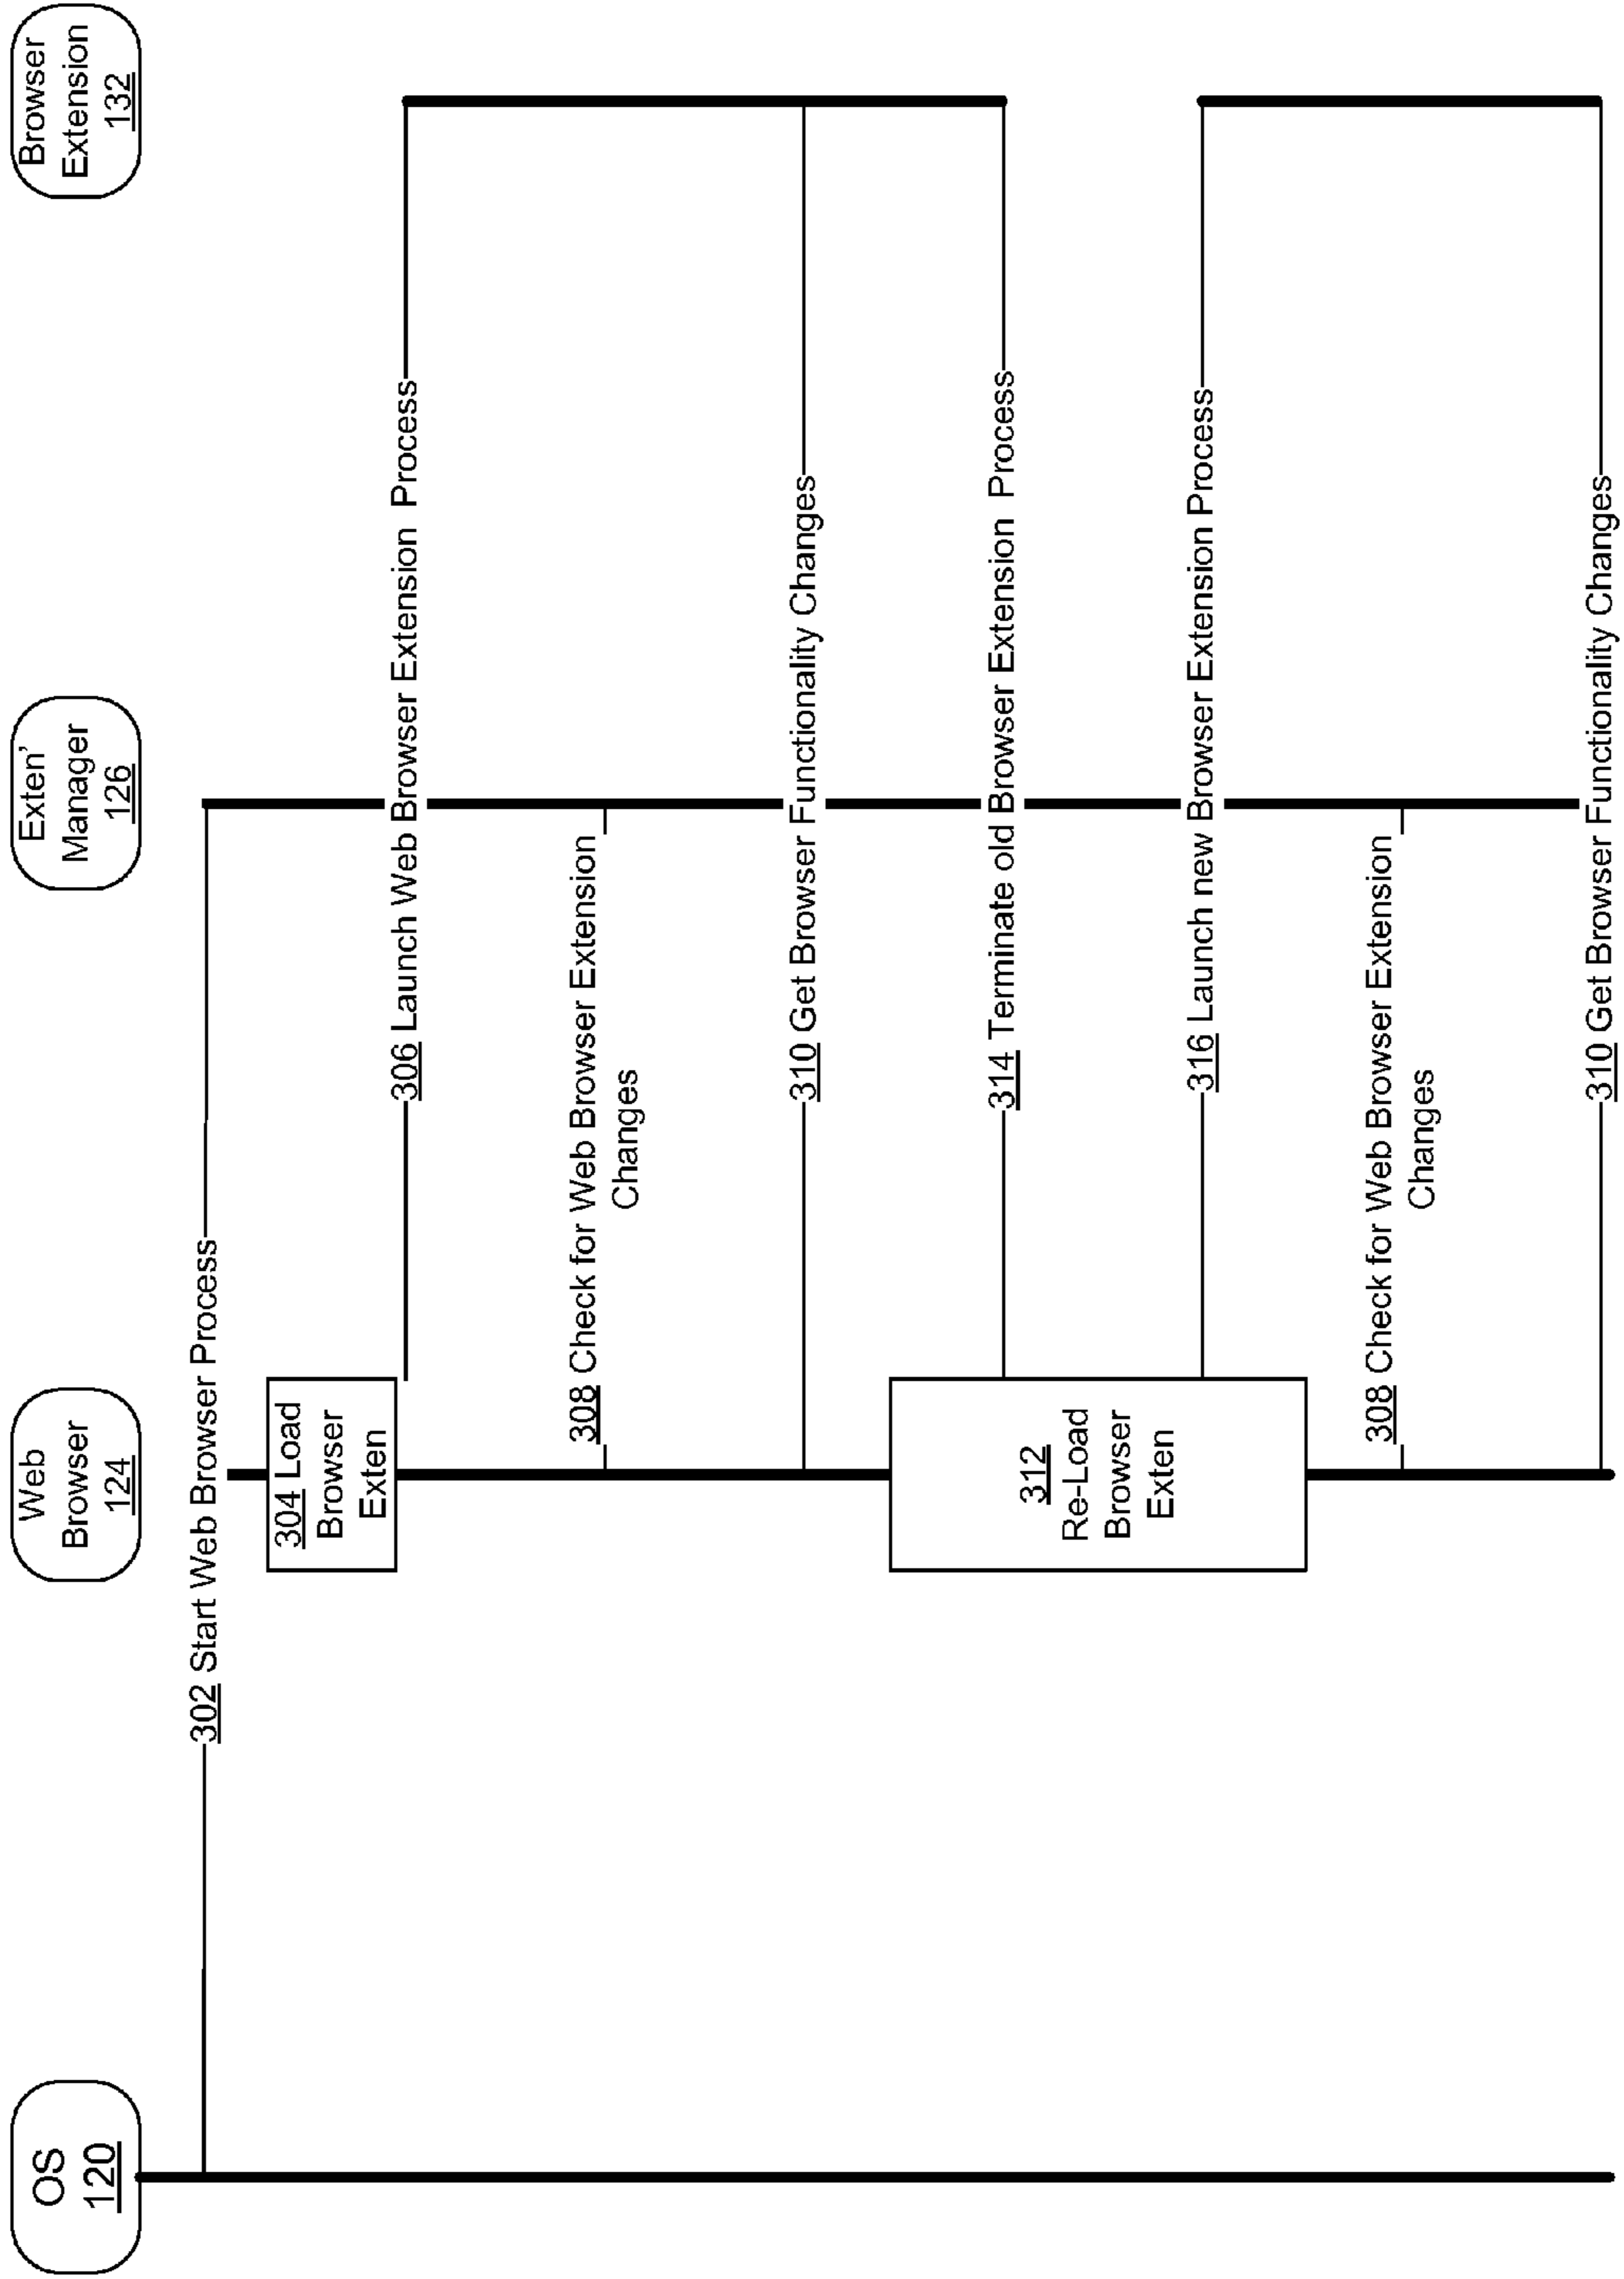 OS
120
Web
Browser
124
Exten'
Manager
126
Browser
Extension
132
302 Start Web Browser Process
304 Load
Browser
Exten
306 Launch Web Browser Extension Process
308 Check for Web Browser Extension
Changes
310 Get Browser Functionality Changes
312
Re-Load
Browser
Exten
314 Terminate old Browser Extension Process
316 Launch new Browser Extension Process
308 Check for Web Browser Extension
Changes
310 Get Browser Functionality Changes